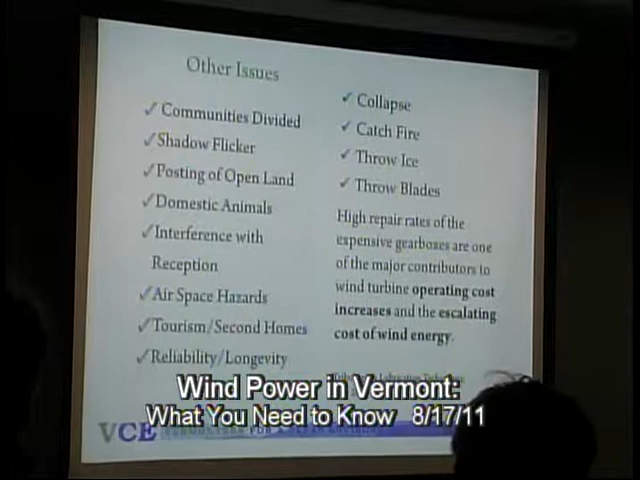 Other Issues
✓ Communities Divided
✓ Shadow Flicker
✓ Posting of Open Land
✓ Domestic Animals
✓ Interference with
Reception
✓ Air Space Hazards
✓ Tourism/Second Homes
✓ Reliability/Longevity
✓ Collapse
✓ Catch Fire
✓ Throw Ice
✓ Throw Blades
High repair rates of the
expensive gearboxes are one
of the major contributors to
wind turbine operating cost
increases and the escalating
cost of wind energy.
Wind Power in Vermont:
What You Need to Know 8/17/11
VCE